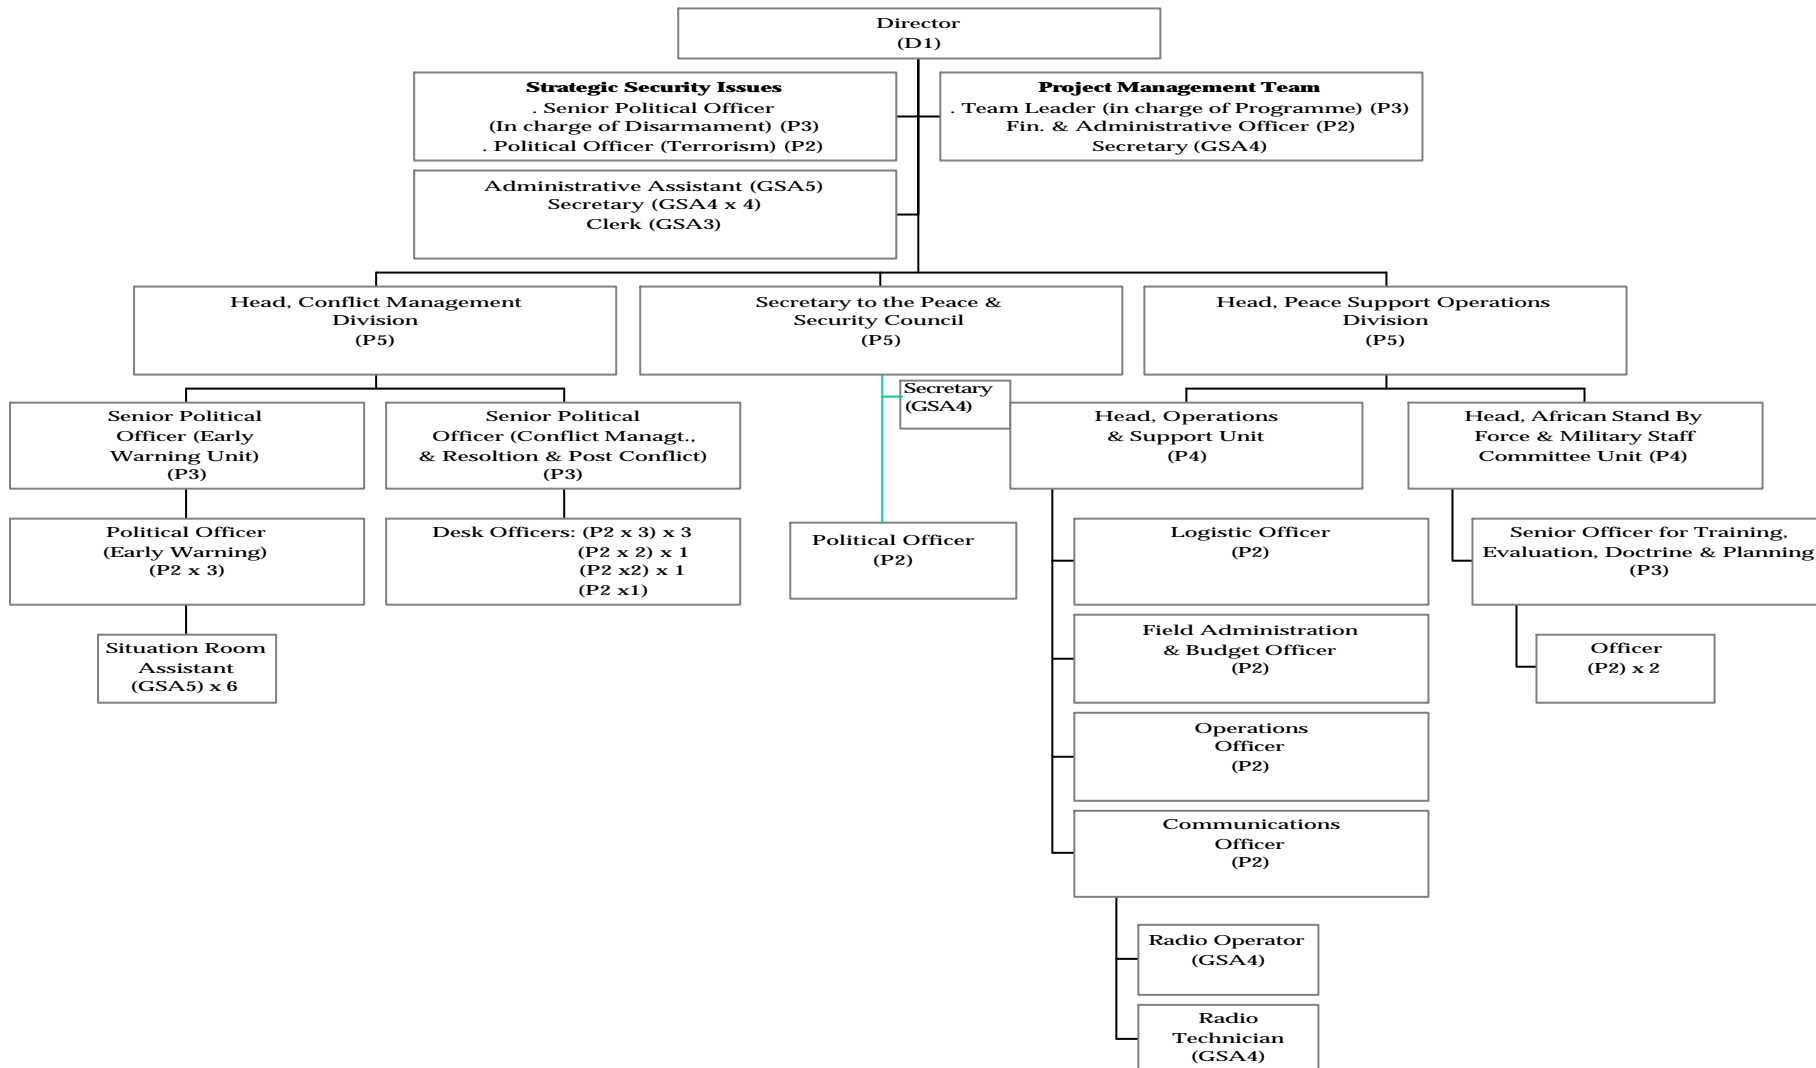 Director
(D1)
Strategic Security Issues
. Senior Political Officer
(In charge of Disarmament) (P3)
. Political Officer (Terrorism) (P2)
Project Management Team
. Team Leader (in charge of Programme) (P3)
Fin. & Administrative Officer (P2)
Secretary (GSA4)
Administrative Assistant (GSA5)
Secretary (GSA4 x 4)
Clerk (GSA3)
Head, Conflict Management
Division
(P5)
Secretary to the Peace &
Security Council
(P5)
Head, Peace Support Operations
Division
(P5)
Secretary
(GSA4)
Senior Political
Officer (Early
Warning Unit)
(P3)
Senior Political
Officer (Conflict Managt.,
& Resoltion & Post Conflict)
(P3)
Head, Operations
& Support Unit
(P4)
Head, African Stand By
Force & Military Staff
Committee Unit (P4)
Political Officer
(Early Warning)
(P2 x 3)
Desk Officers: (P2 x 3) x 3
(P2 x 2) x 1
(P2 x2) x 1
(P2 x1)
Political Officer
(P2)
Logistic Officer
(P2)
Senior Officer for Training,
Evaluation, Doctrine & Planning
(P3)
Situation Room
Assistant
(GSA5) x 6
Field Administration
& Budget Officer
(P2)
Officer
(P2) x 2
Operations
Officer
(P2)
Communications
Officer
(P2)
Radio Operator
(GSA4)
Radio
Technician
(GSA4)